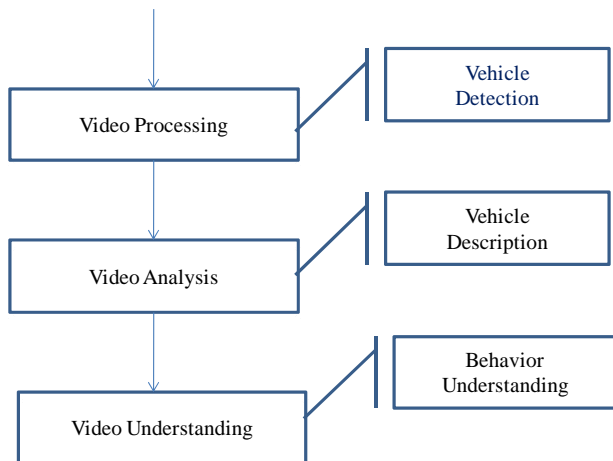 Video Processing
Vehicle
Detection
Video Analysis
Vehicle
Description
Video Understanding
Behavior
Understanding